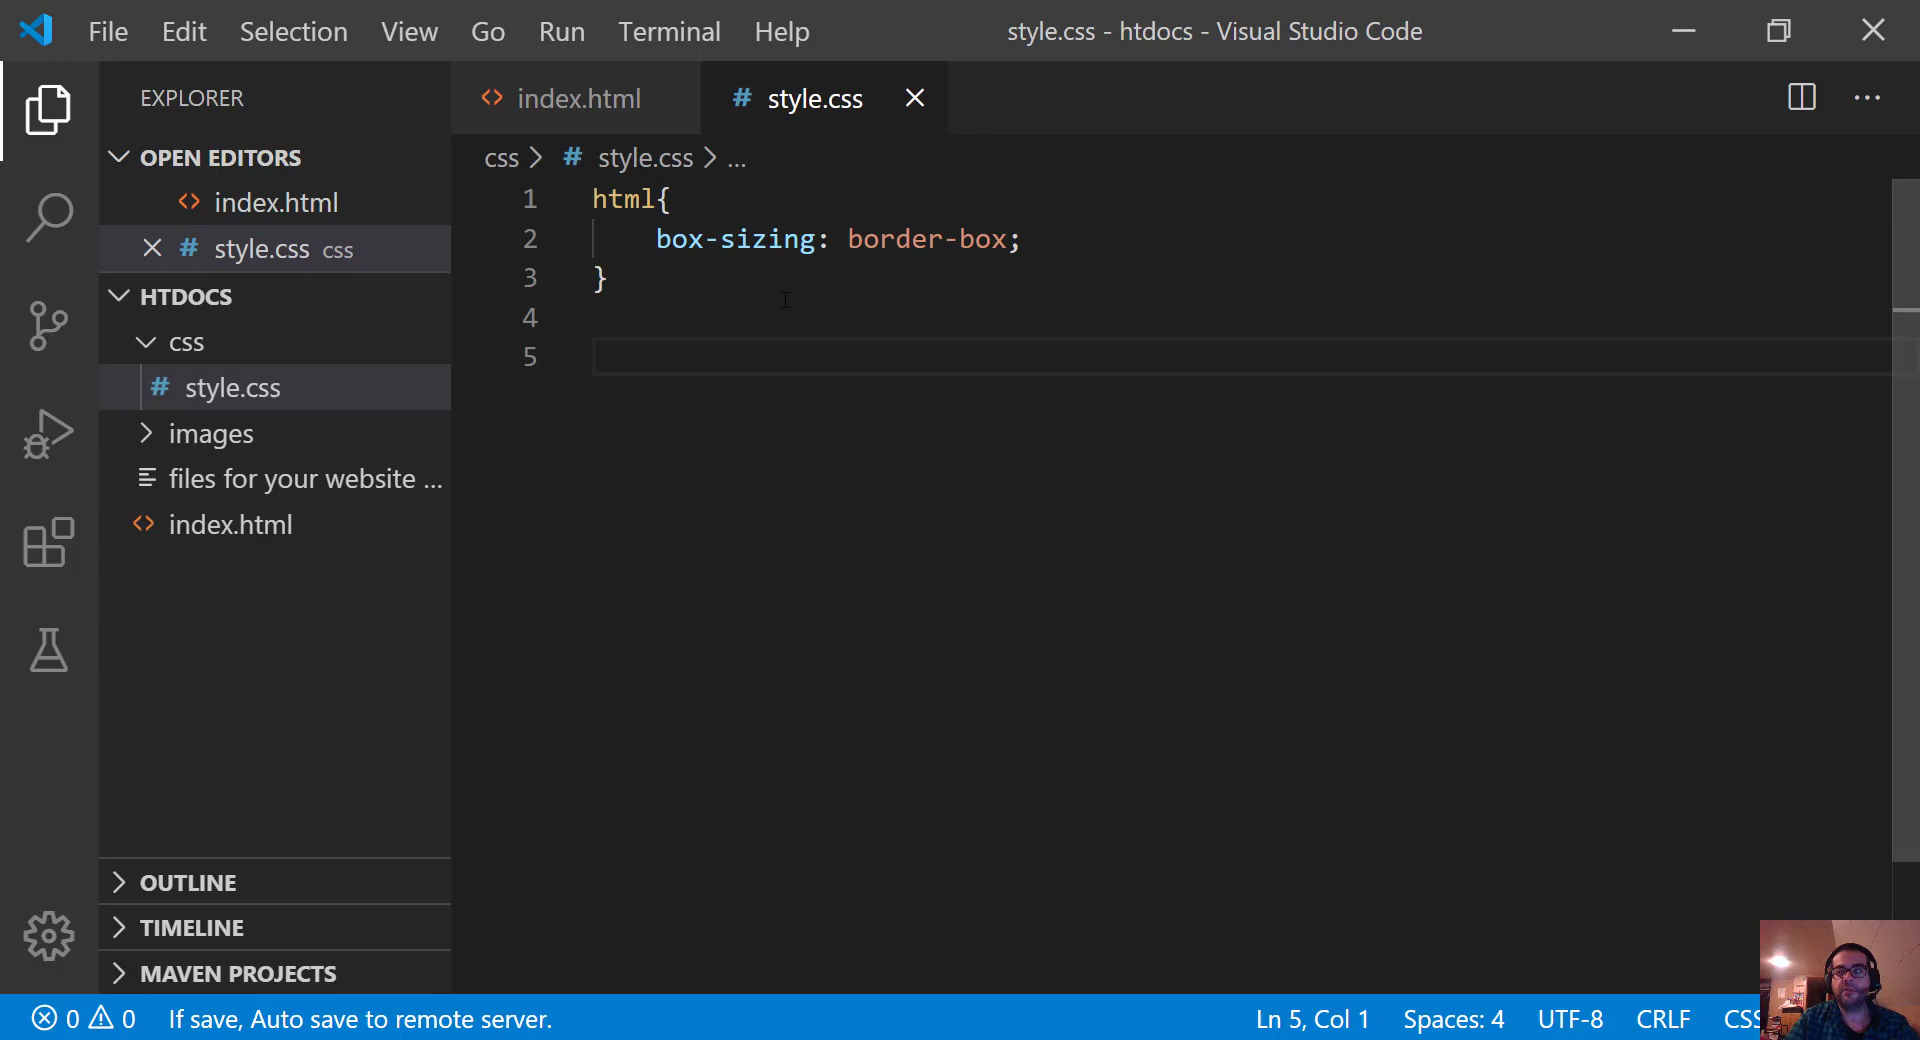 File Edit Selection View Go Run Terminal Help style.css - htdocs - Visual Studio Code
EXPLORER
OPEN EDITORS
index.html
style.css css
HTDOCS
css
style.css
images
files for your website ...
index.html
OUTLINE
TIMELINE
MAVEN PROJECTS
index.html # style.css
css > # style.css > ...
1 html{
2 box-sizing: border-box;
3 }
4
5
0 0 If save, Auto save to remote server. Ln 5, Col 1 Spaces: 4 UTF-8 CRLF CSS